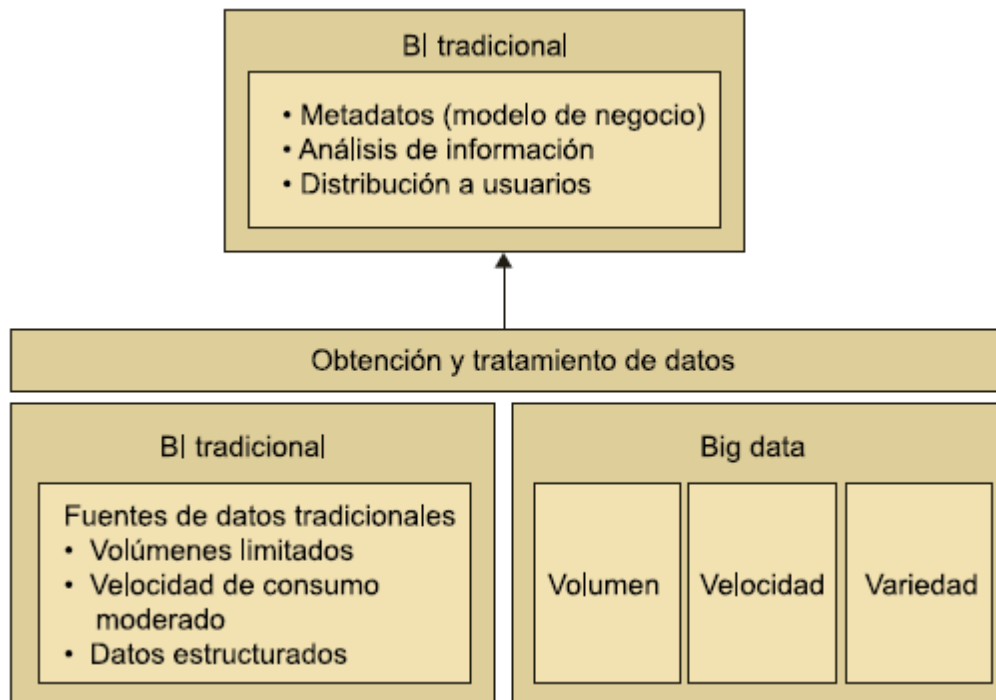 BI tradicional
• Metadatos (modelo de negocio)
• Análisis de información
• Distribución a usuarios
Obtención y tratamiento de datos
BI tradicional
Fuentes de datos tradicionales
• Volúmenes limitados
• Velocidad de consumo
moderado
• Datos estructurados
Big data
Volumen
Velocidad
Variedad